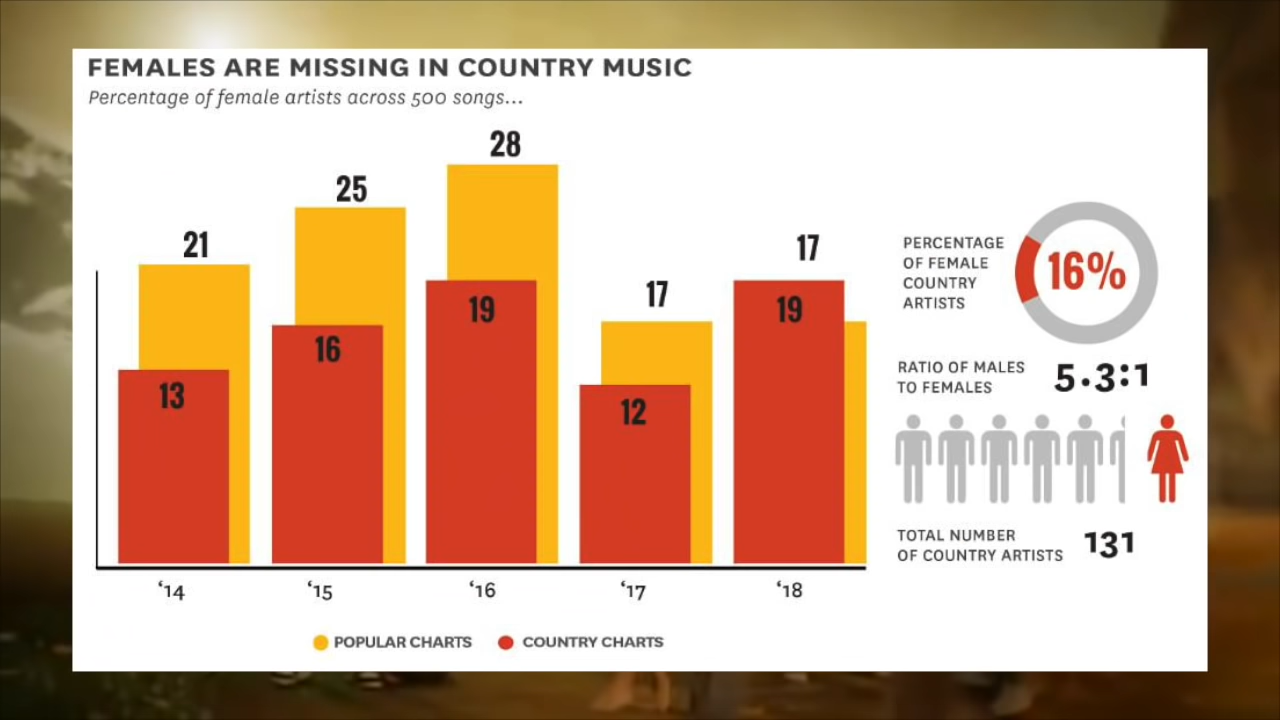 FEMALES ARE MISSING IN COUNTRY MUSIC
Percentage of female artists across 500 songs...
21
13
25
16
28
19
17
12
17
19
'14
'15
'16
'17
'18
POPULAR CHARTS
COUNTRY CHARTS
PERCENTAGE
OF FEMALE
COUNTRY
ARTISTS
16%
RATIO OF MALES
TO FEMALES
5.3:1
TOTAL NUMBER
OF COUNTRY ARTISTS
131